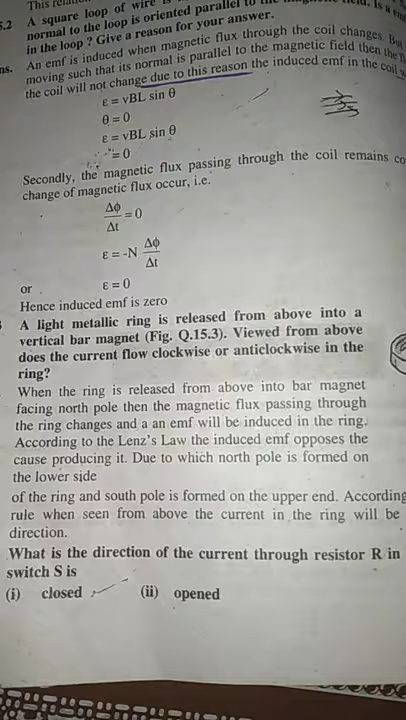 This relation
5.2 A square loop of wire is
normal to the loop is oriented parallel to the magnetic field. Is a
in the loop ? Give a reason for your answer.
ns. An emf is induced when magnetic flux through the coil changes. But
moving such that its normal is parallel to the magnetic field then the
the coil will not change due to this reason the induced emf in the coil
ε = vBL sin θ
θ = 0
ε = vBL sin θ
= 0
Secondly, the magnetic flux passing through the coil remains co
change of magnetic flux occur, i.e.
Δϕ/Δt = 0
ε = -N Δϕ/Δt
or ε = 0
Hence induced emf is zero
A light metallic ring is released from above into a
vertical bar magnet (Fig. Q.15.3). Viewed from above
does the current flow clockwise or anticlockwise in the
ring?
When the ring is released from above into bar magnet
facing north pole then the magnetic flux passing through
the ring changes and a an emf will be induced in the ring.
According to the Lenz's Law the induced emf opposes the
cause producing it. Due to which north pole is formed on
the lower side
of the ring and south pole is formed on the upper end. According
rule when seen from above the current in the ring will be
direction.
What is the direction of the current through resistor R in
switch S is
(i) closed (ii) opened